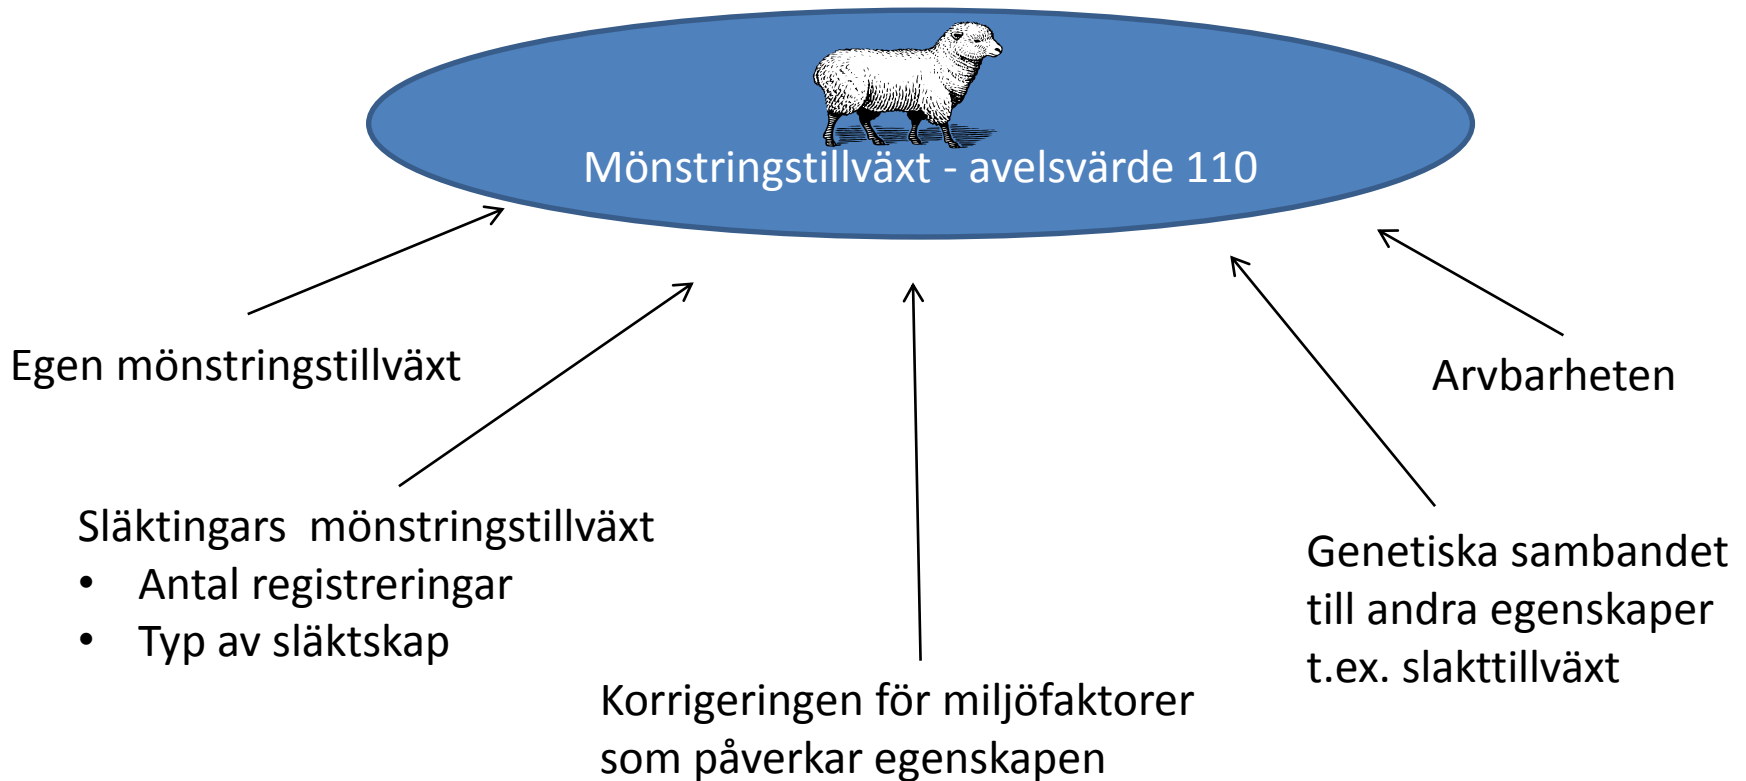 Mönstringstillväxt - avelsvärde 110
Egen mönstringstillväxt
Arvbarheten
Släktingars mönstringstillväxt
• Antal registreringar
• Typ av släktskap
Genetiska sambandet
till andra egenskaper
t.ex. slakttillväxt
Korrigeringen för miljöfaktorer
som påverkar egenskapen